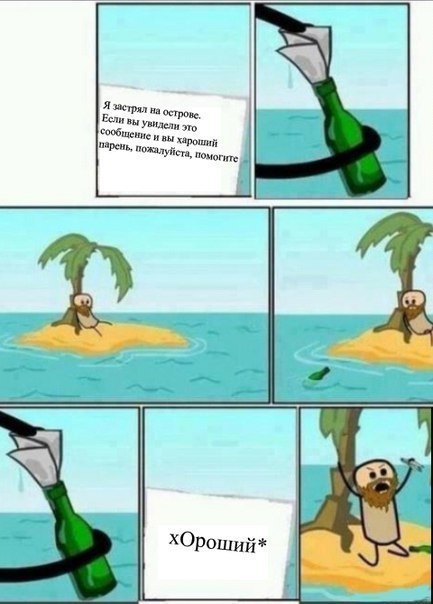 Я застрял на острове.
Если вы увидели это
сообщение и вы хароший
парень, пожалуйста, помогите
хОроший*